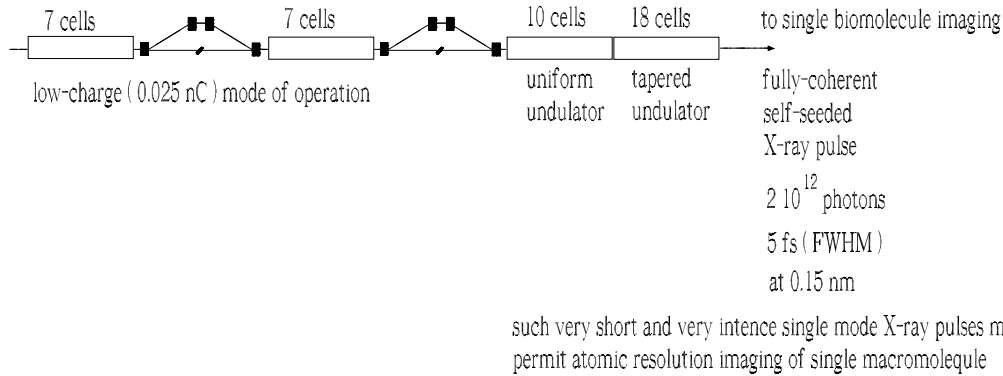 7 cells
7 cells
10 cells
18 cells
to single biomolecule imaging
low-charge ( 0.025 nC ) mode of operation
uniform
undulator
tapered
undulator
fully-coherent
self-seeded
X-ray pulse
2 10^12 photons
5 fs ( FWHM )
at 0.15 nm
such very short and very intence single mode X-ray pulses m
permit atomic resolution imaging of single macromolequle